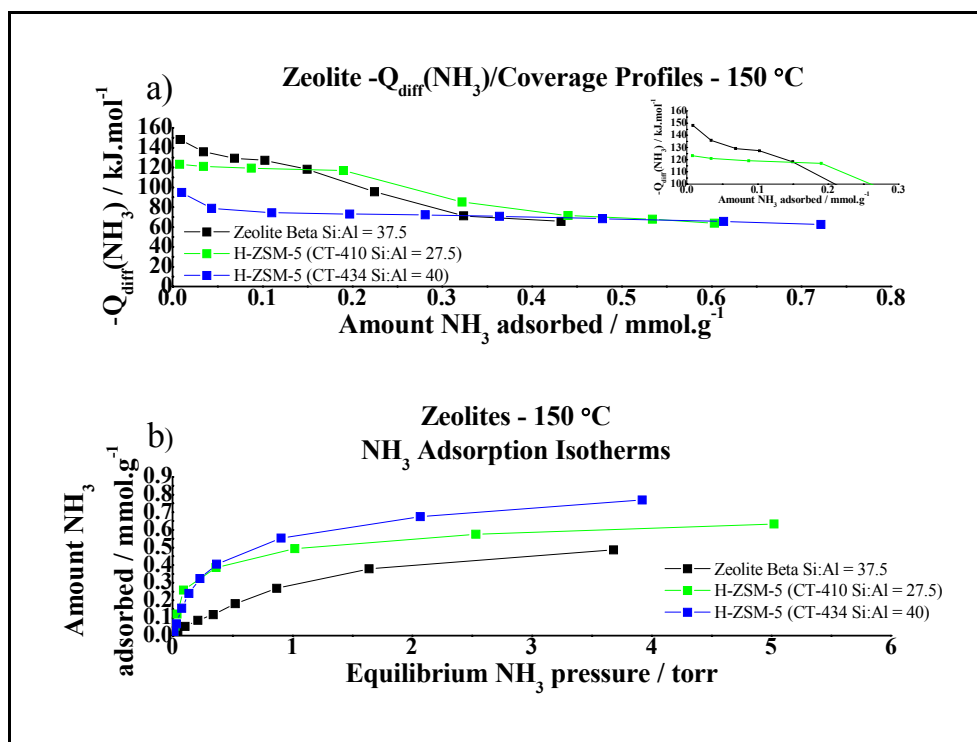 Zeolite -Qdiff(NH3)/Coverage Profiles - 150 °C
a)
-Qdiff(NH3) / kJ.mol-1
160
140
120
100
80
60
40
20
0
Zeolite Beta Si:Al = 37.5
H-ZSM-5 (CT-410 Si:Al = 27.5)
H-ZSM-5 (CT-434 Si:Al = 40)
0.0 0.1 0.2 0.3 0.4 0.5 0.6 0.7 0.8
Amount NH3 adsorbed / mmol.g-1
-Qdiff(NH3) / kJ.mol-1
160
150
140
130
120
110
100
0.0 0.1 0.2 0.3
Amount NH3 adsorbed / mmol.g-1
Zeolites - 150 °C
b)
NH3 Adsorption Isotherms
Amount NH3
adsorbed / mmol.g-1
0.9
0.8
0.7
0.6
0.5
0.4
0.3
0.2
0.1
0.0
Zeolite Beta Si:Al = 37.5
H-ZSM-5 (CT-410 Si:Al = 27.5)
H-ZSM-5 (CT-434 Si:Al = 40)
0 1 2 3 4 5 6
Equilibrium NH3 pressure / torr